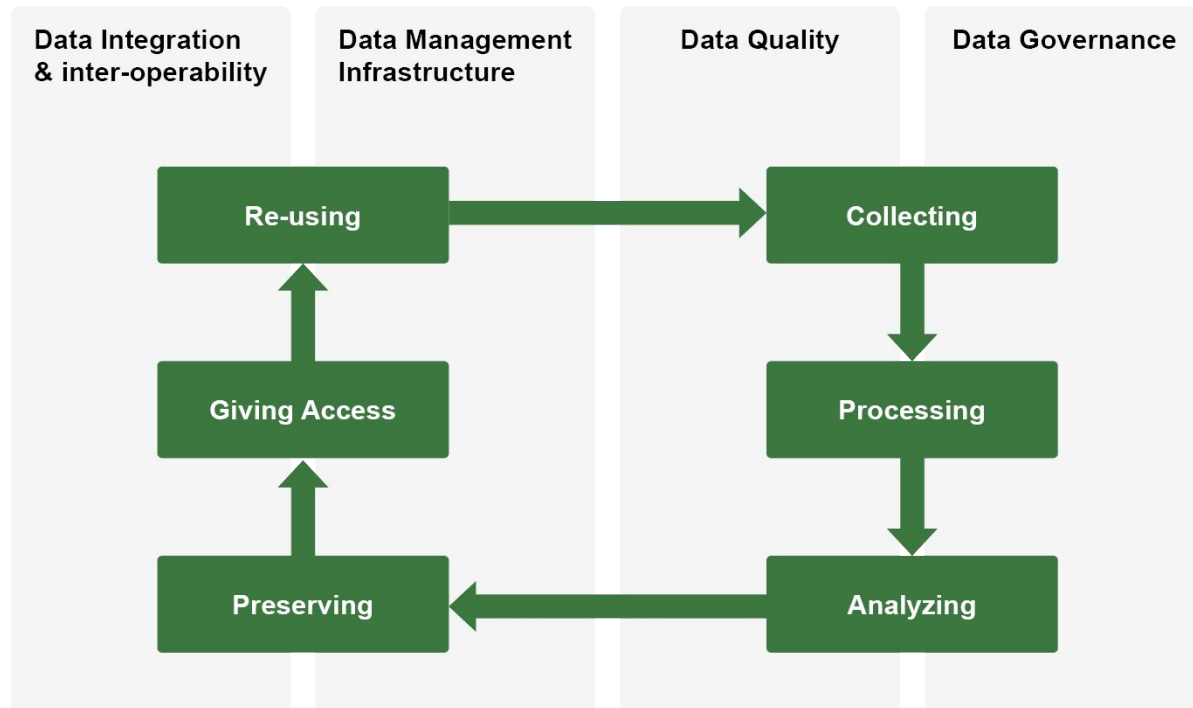 Data Integration
& inter-operability
Data Management
Infrastructure
Data Quality
Data Governance
Re-using
Collecting
Giving Access
Processing
Preserving
Analyzing